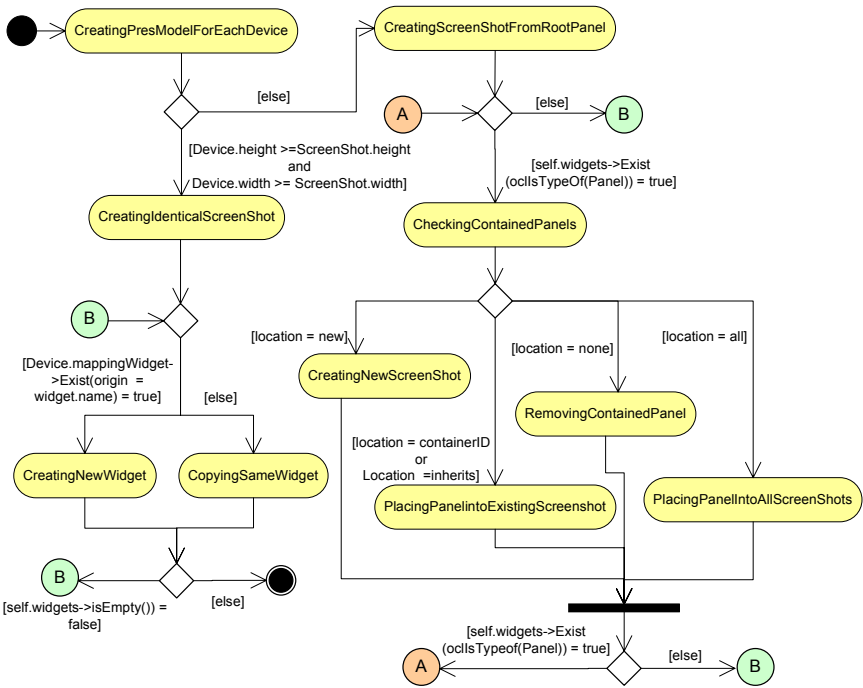 CreatingPresModelForEachDevice
CreatingScreenShotFromRootPanel
[else]
A
[else]
B
[Device.height >=ScreenShot.height
and
Device.width >= ScreenShot.width]
[self.widgets->Exist
(oclIsTypeOf(Panel)) = true]
CreatingIdenticalScreenShot
CheckingContainedPanels
B
[location = new]
[location = none]
[location = all]
[Device.mappingWidget-
>Exist(origin =
widget.name) = true]
[else]
CreatingNewScreenShot
RemovingContainedPanel
[location = containerID
or
Location =inherits]
CreatingNewWidget
CopyingSameWidget
PlacingPanelintoExistingScreenshot
PlacingPanelIntoAllScreenShots
B
[self.widgets->isEmpty()) =
false]
[else]
[self.widgets->Exist
(oclIsTypeof(Panel)) = true]
[else]
A
B